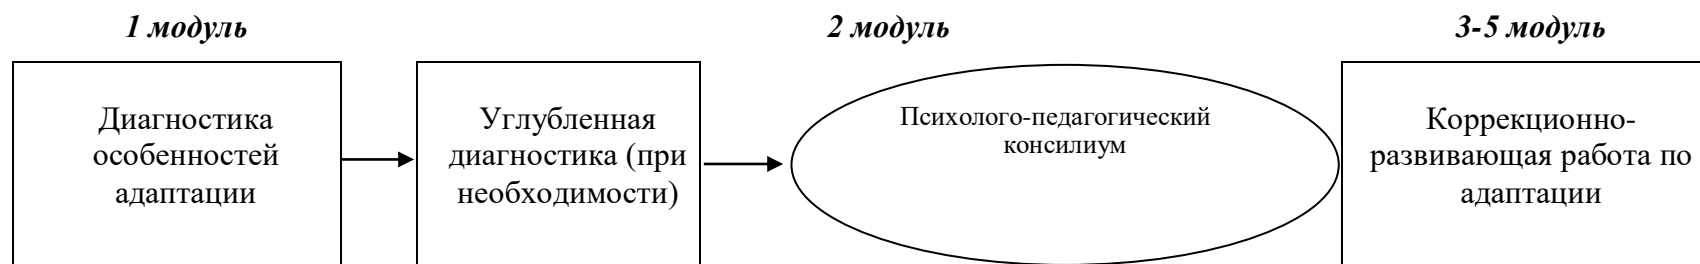 1 модуль
2 модуль
3-5 модуль
Диагностика
особенностей
адаптации
Углубленная
диагностика (при
необходимости)
Психолого-педагогический
консилиум
Коррекционно-
развивающая работа по
адаптации